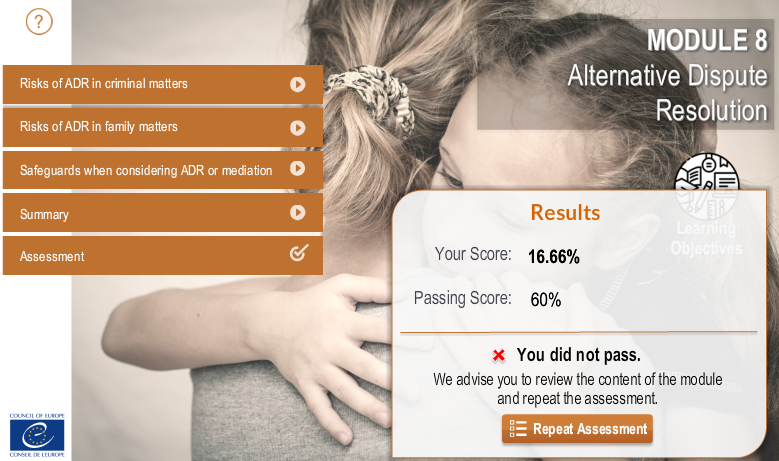 ?
MODULE 8
Alternative Dispute
Resolution
Risks of ADR in criminal matters
Risks of ADR in family matters
Safeguards when considering ADR or mediation
Summary
Assessment
Learning
Objectives
Results
Your Score: 16.66%
Passing Score: 60%
You did not pass.
We advise you to review the content of the module
and repeat the assessment.
Repeat Assessment
COUNCIL OF EUROPE
CONSEIL DE L'EUROPE